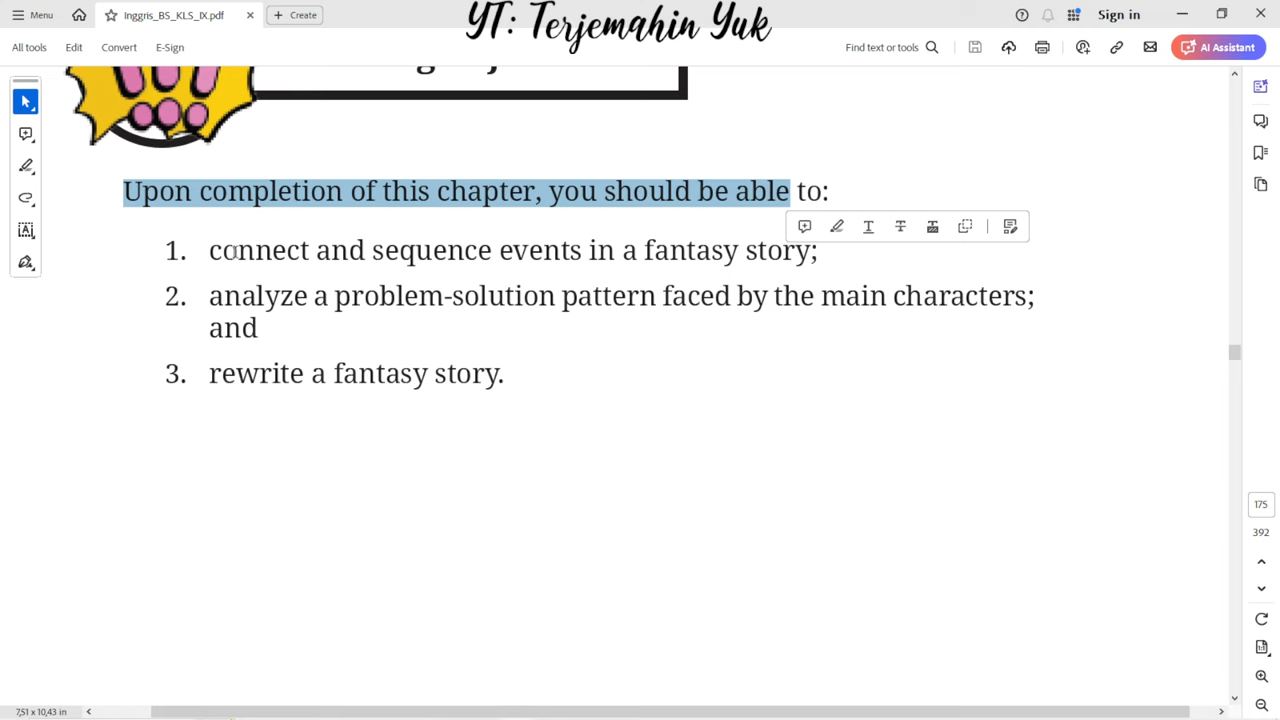 Menu
Inggris_BS_KLS_IX.pdf
Create
YT: Terjemahin Yuk
Sign in
All tools
Edit
Convert
E-Sign
Find text or tools
AI Assistant
Upon completion of this chapter, you should be able to:
1. connect and sequence events in a fantasy story;
2. analyze a problem-solution pattern faced by the main characters;
and
3. rewrite a fantasy story.
175
392
7,51 x 10,43 in